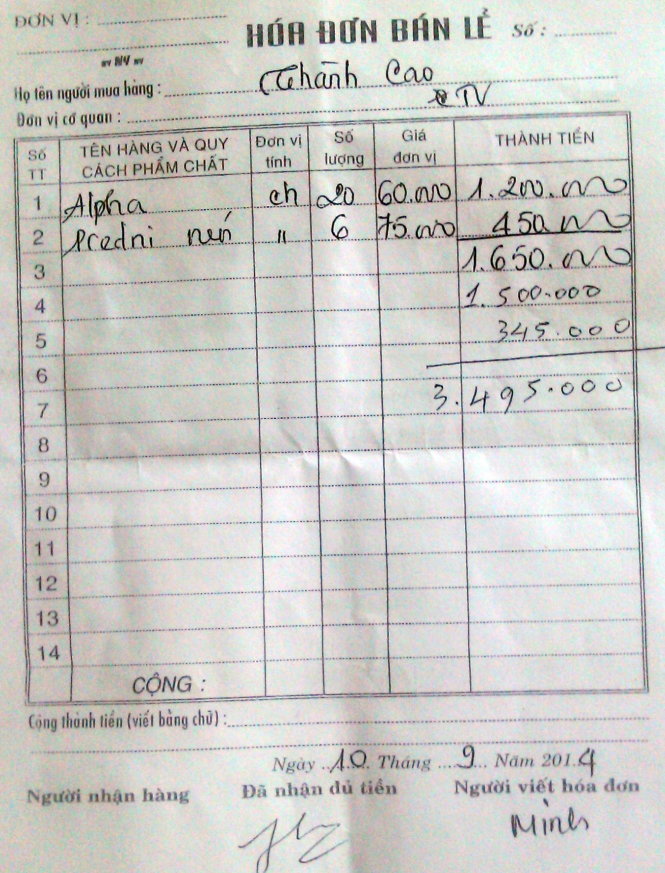 ĐƠN VỊ :
HÓA ĐƠN BÁN LẺ Số :
Họ tên người mua hàng : Thành Cao
Đơn vị cơ quan : TV
Số TT TÊN HÀNG VÀ QUY CÁCH PHẨM CHẤT Đơn vị tính Số lượng Giá đơn vị THÀNH TIỀN
1 Alpha ch 20 60.000 1.200.000
2 Predni nén " 6 75.000 450.000
3 1.650.000
4 1.500.000
5 345.000
6
7 3.495.000
8
9
10
11
12
13
14
CỘNG :
Cộng thành tiền (viết bằng chữ) :
Ngày 10 Tháng 9 Năm 2014
Người nhận hàng Đã nhận đủ tiền Người viết hóa đơn
Minh